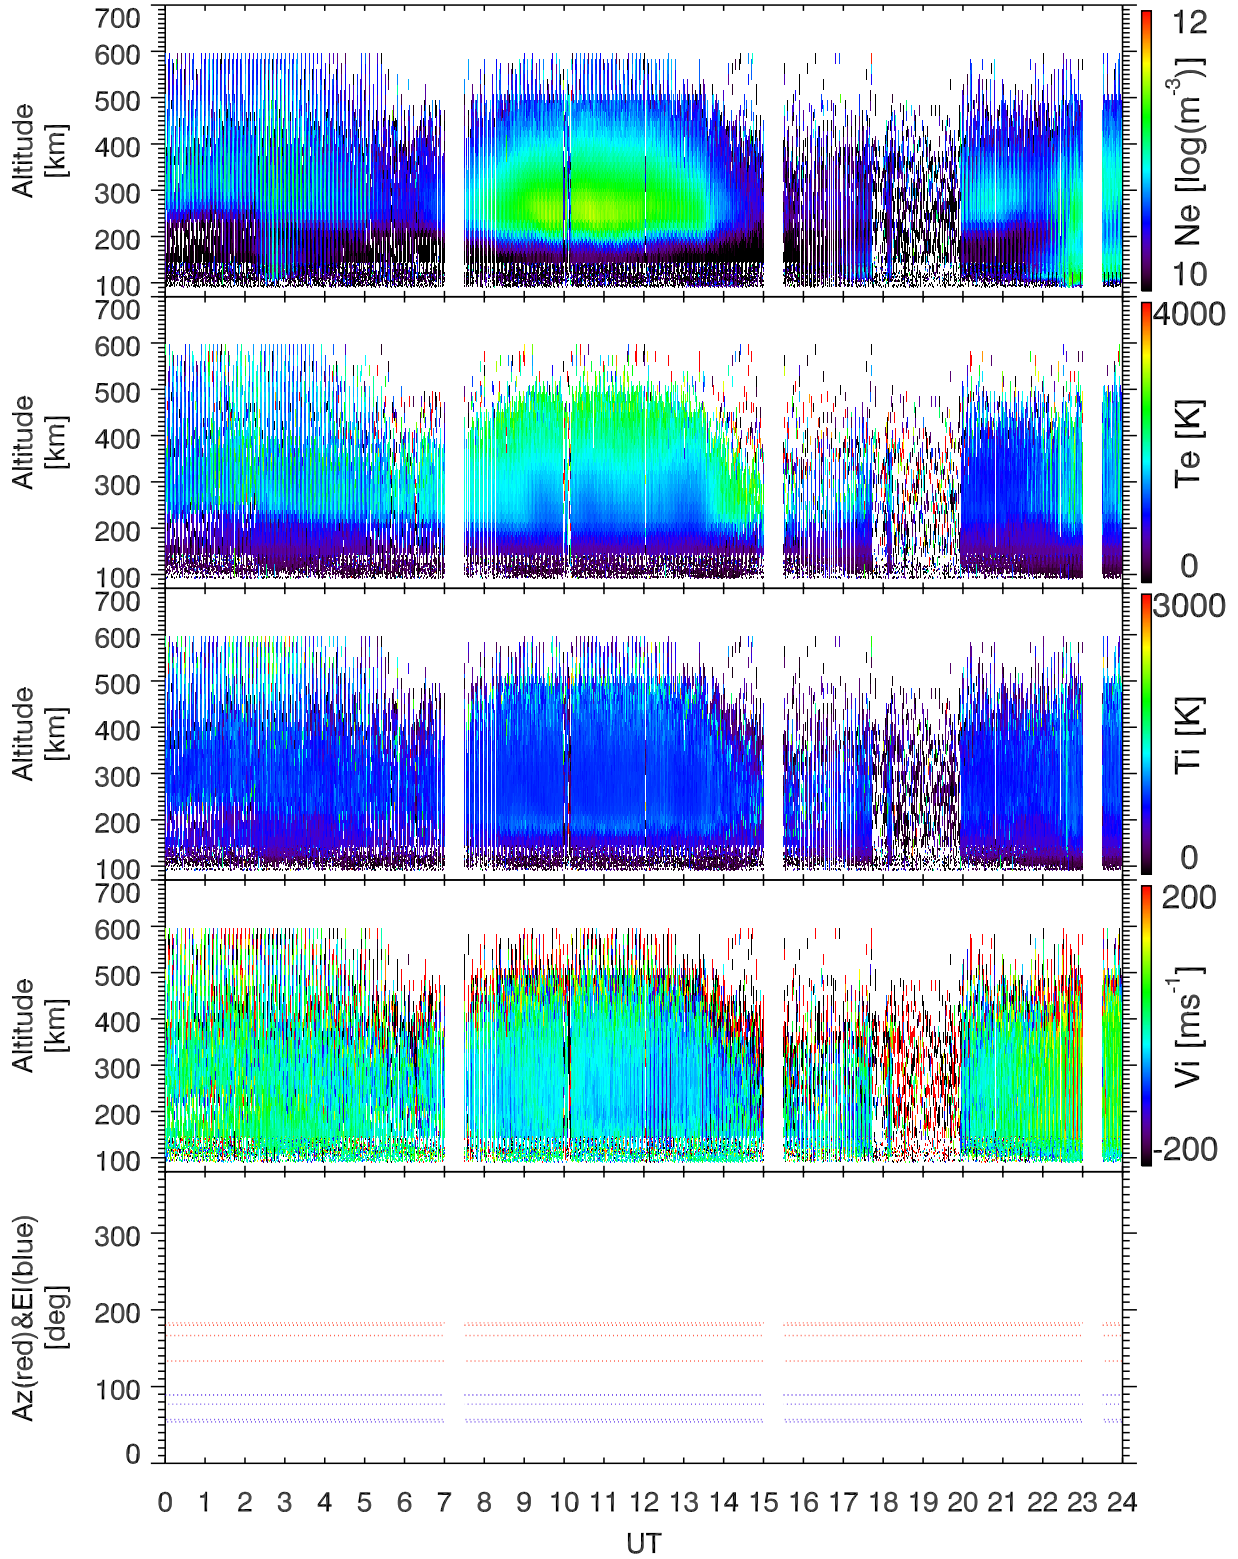 700
600
500
400
300
200
100
Altitude
[km]
12
Ne [log(m⁻³)]
10
700
600
500
400
300
200
100
Altitude
[km]
4000
Te [K]
0
700
600
500
400
300
200
100
Altitude
[km]
3000
Ti [K]
0
700
600
500
400
300
200
100
Altitude
[km]
200
Vi [ms⁻¹]
-200
300
200
100
0
Az(red)&El(blue)
[deg]
0 1 2 3 4 5 6 7 8 9 10 11 12 13 14 15 16 17 18 19 20 21 22 23 24
UT